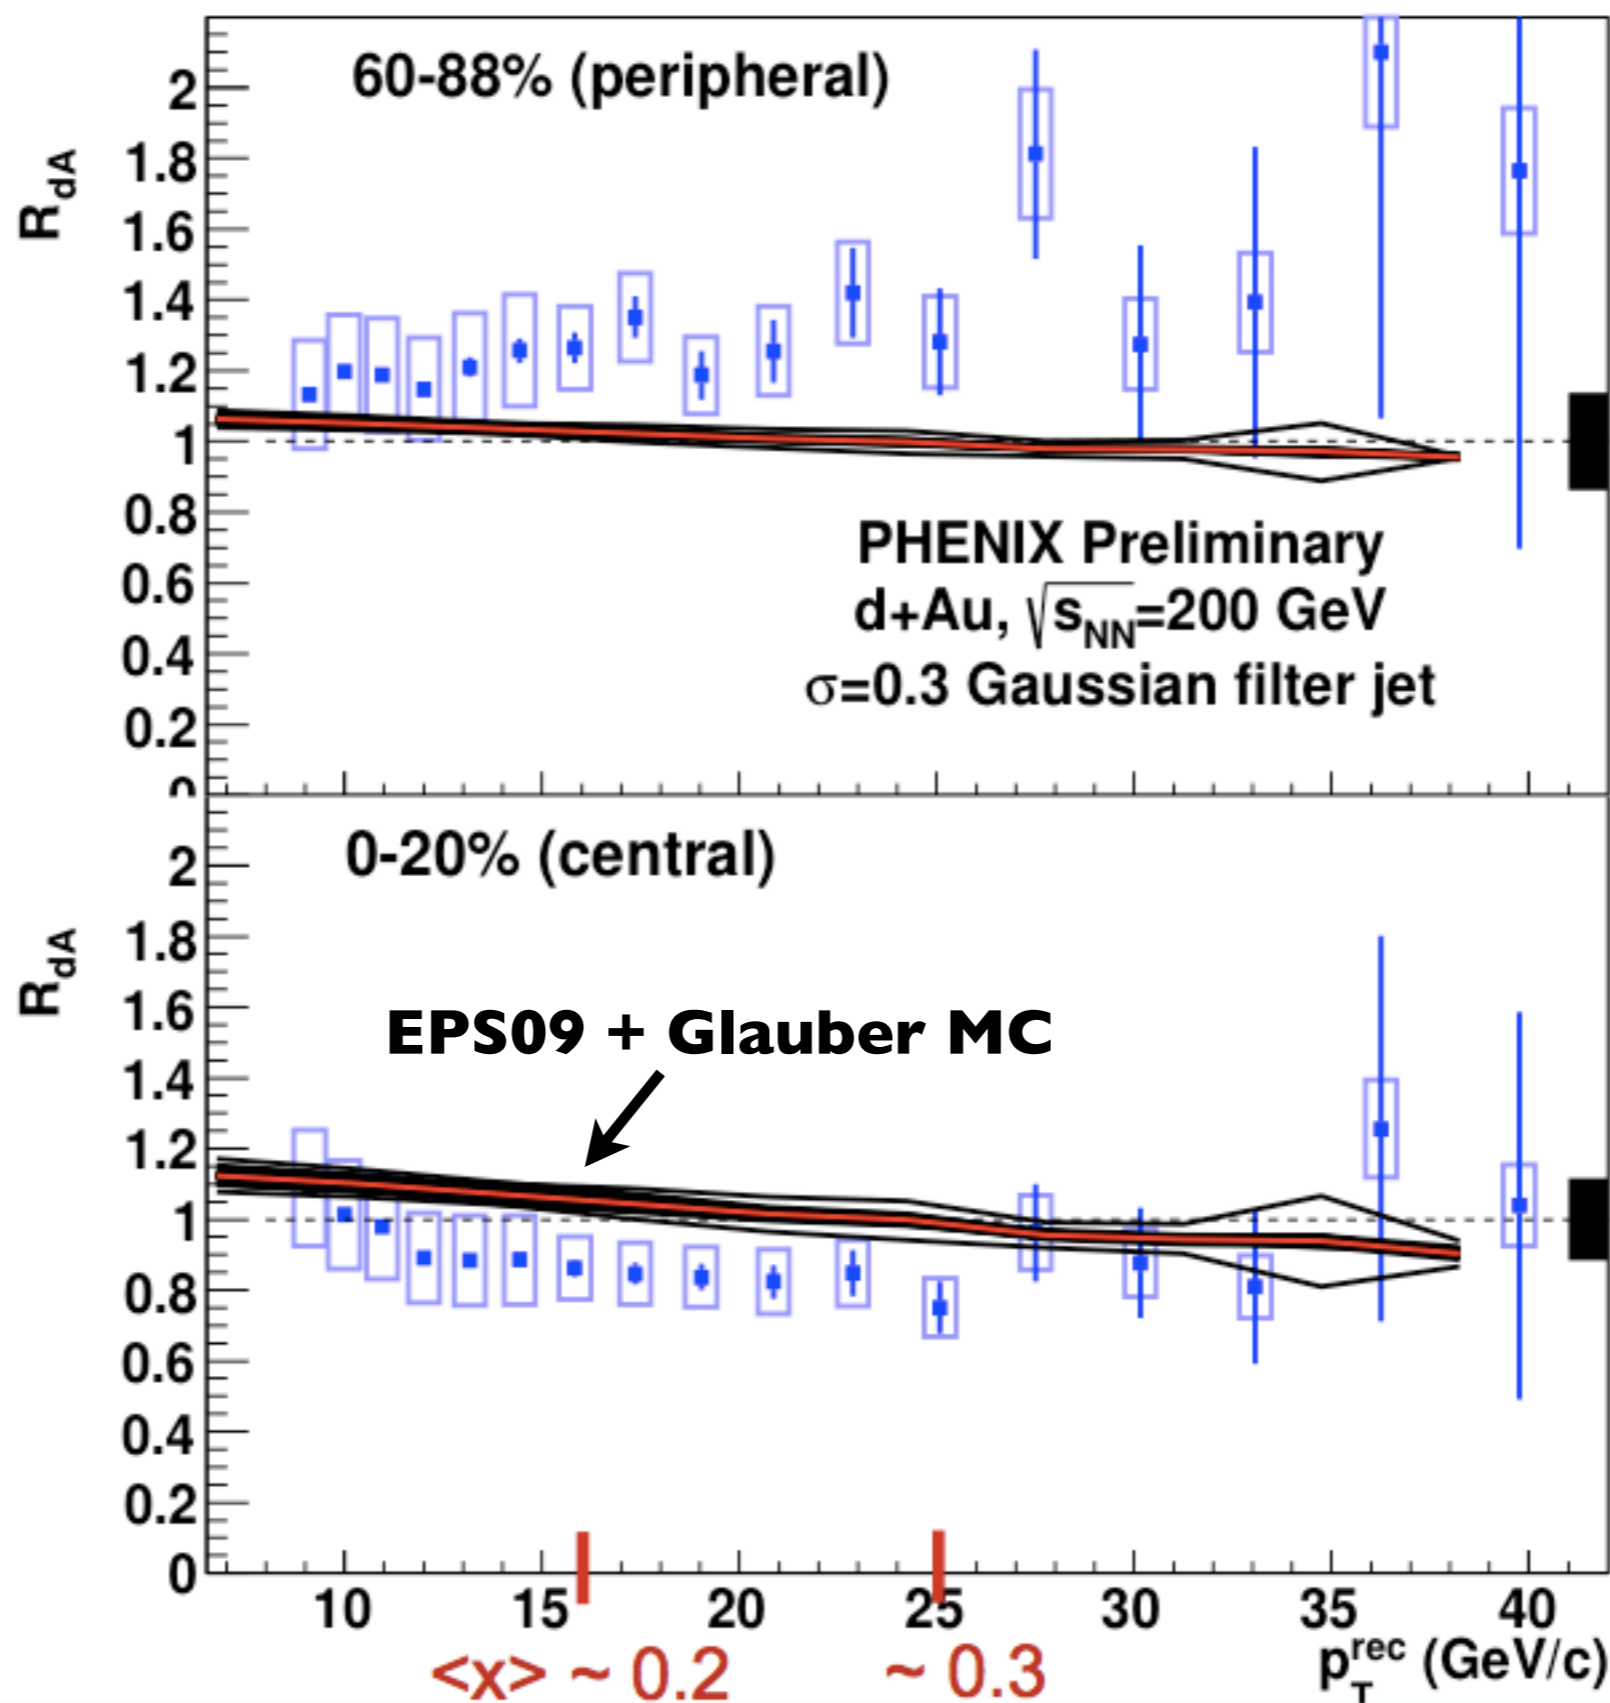 60-88% (peripheral)
R_dA
2
1.8
1.6
1.4
1.2
1
0.8
0.6
0.4
0.2
0
PHENIX Preliminary
d+Au, √s_NN=200 GeV
σ=0.3 Gaussian filter jet
0-20% (central)
R_dA
2
1.8
1.6
1.4
1.2
1
0.8
0.6
0.4
0.2
0
EPS09 + Glauber MC
10 15 20 25 30 35 40
p_T^rec (GeV/c)
<x> ~ 0.2 ~ 0.3